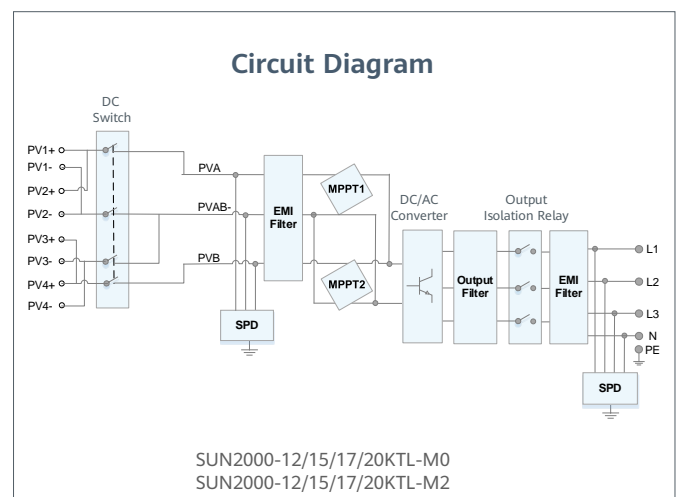 Circuit Diagram
DC
Switch
PV1+
PV1-
PV2+
PV2-
PV3+
PV3-
PV4+
PV4-
PVA
PVAB-
PVB
EMI
Filter
SPD
MPPT1
MPPT2
DC/AC
Converter
Output
Filter
Output
Isolation Relay
EMI
Filter
L1
L2
L3
N
PE
SPD
SUN2000-12/15/17/20KTL-M0
SUN2000-12/15/17/20KTL-M2